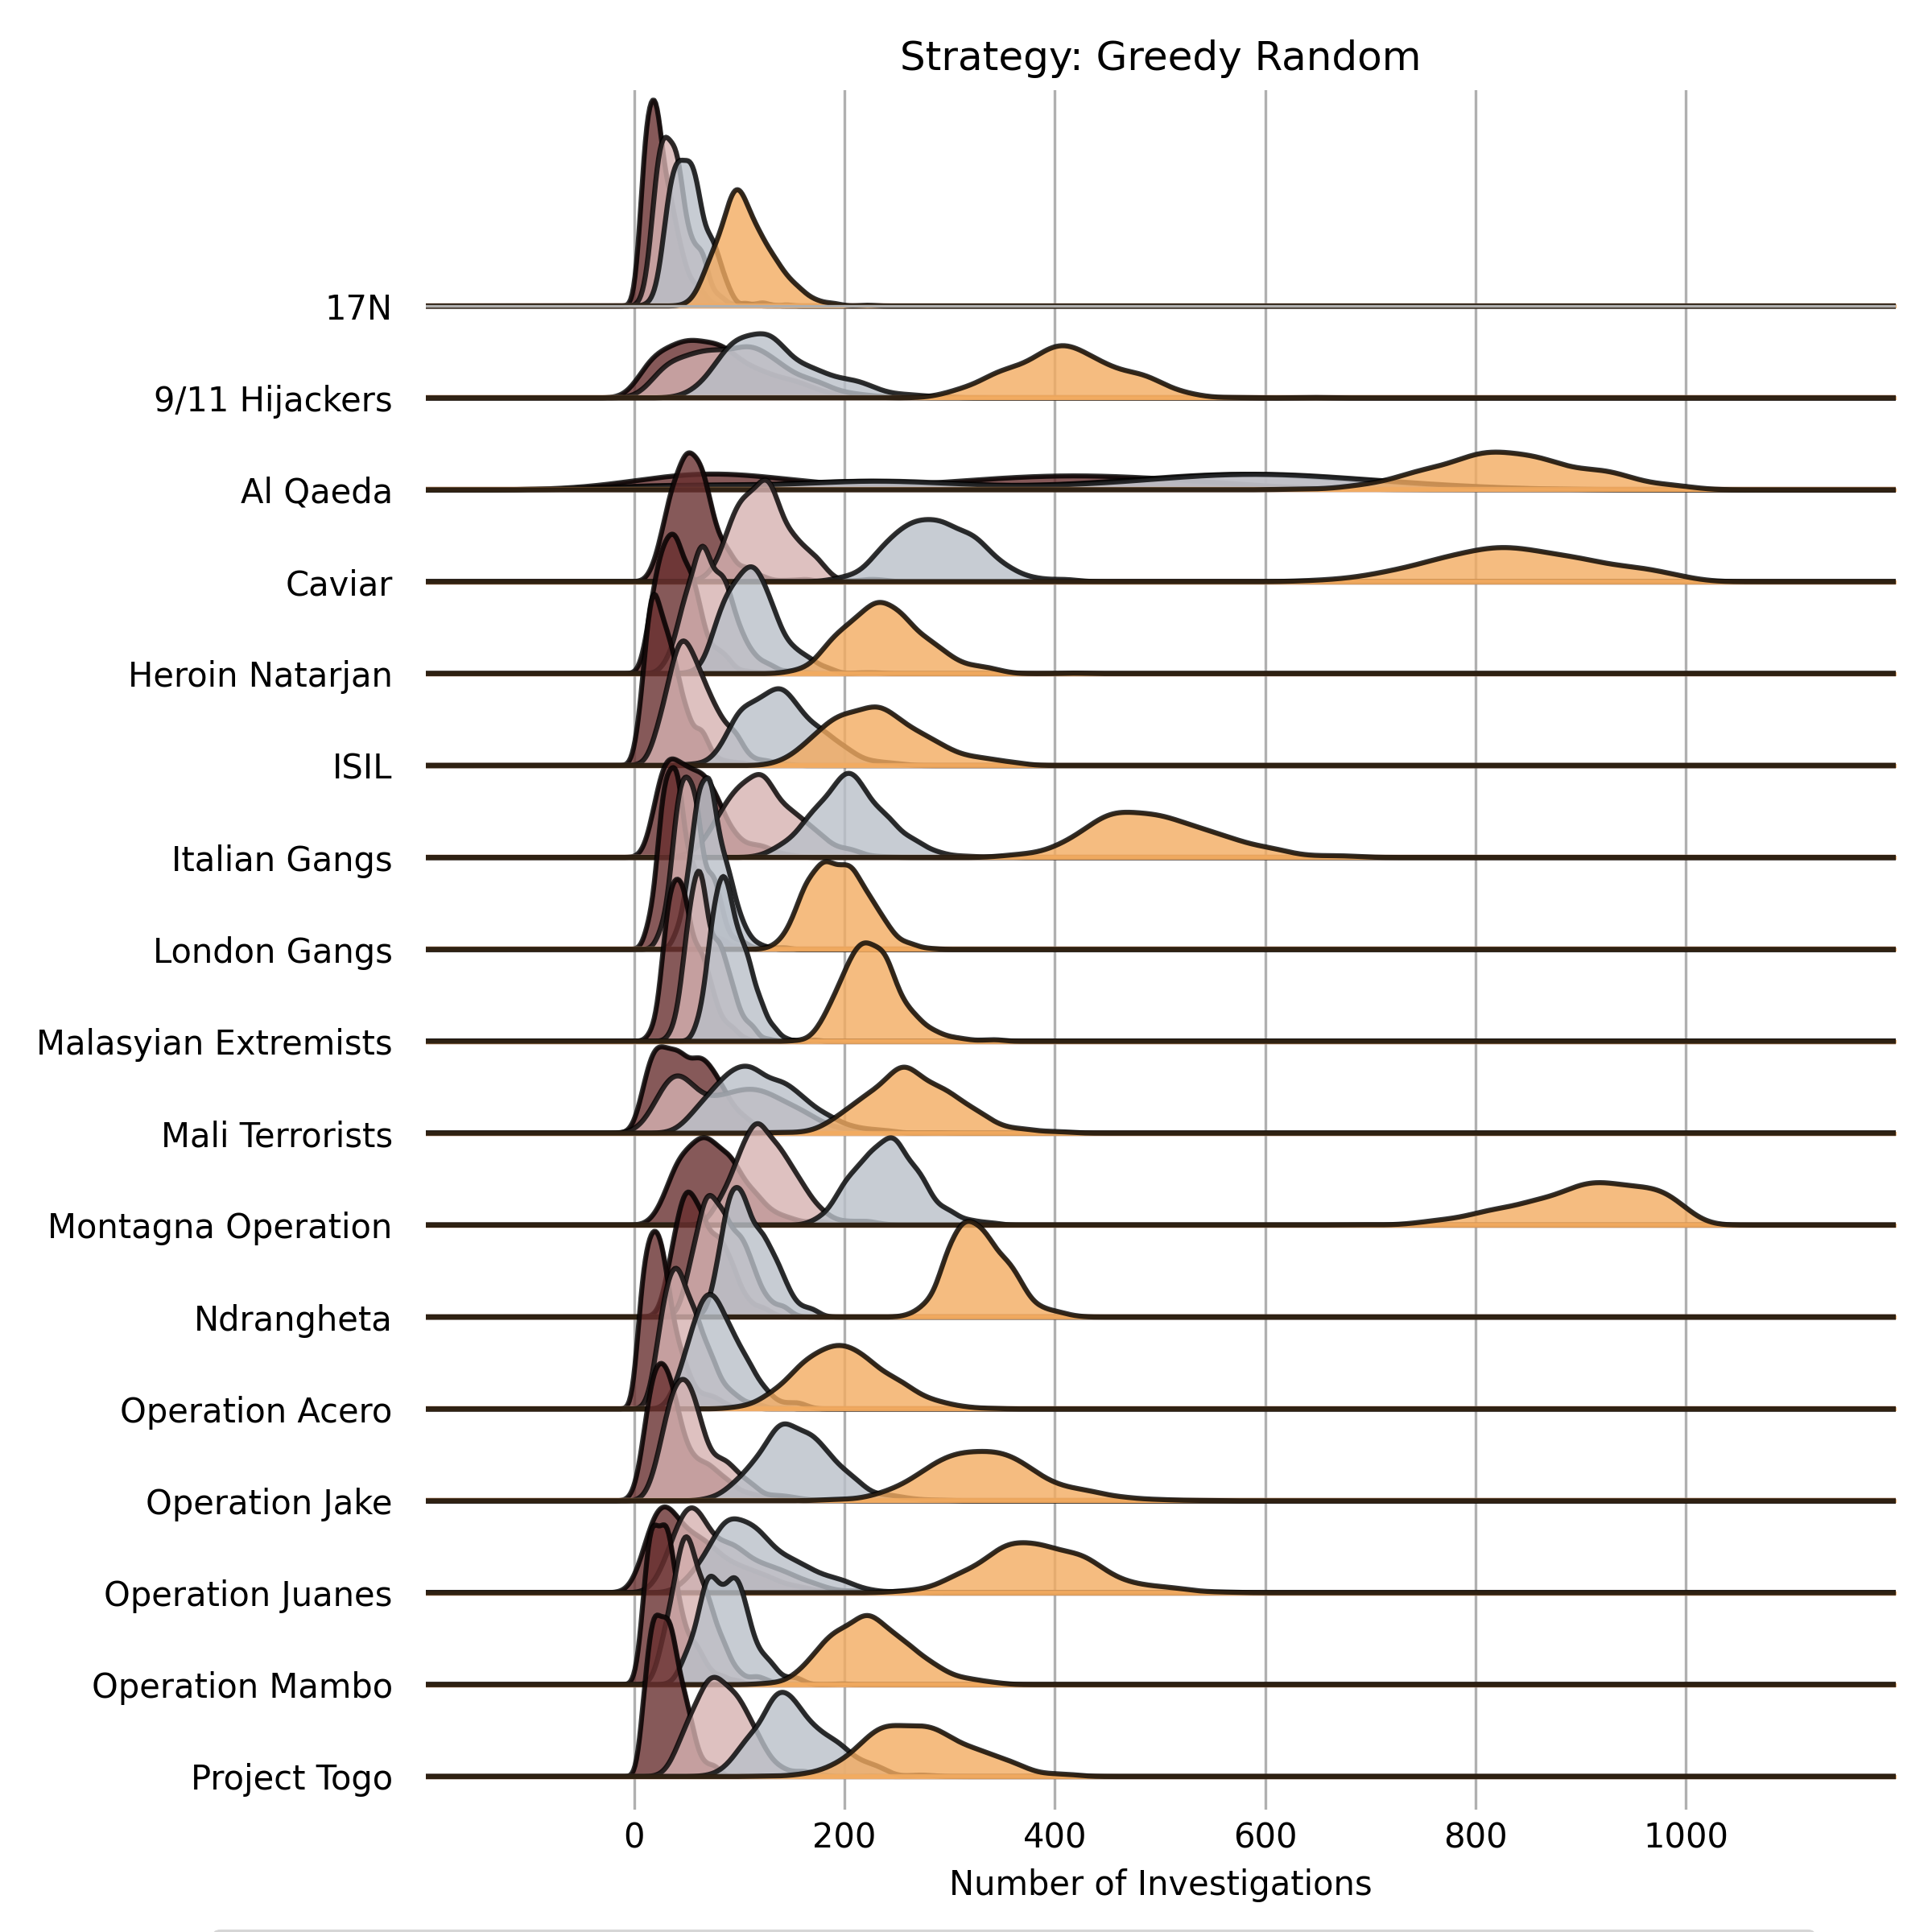 Strategy: Greedy Random
17N
9/11 Hijackers
Al Qaeda
Caviar
Heroin Natarjan
ISIL
Italian Gangs
London Gangs
Malasyian Extremists
Mali Terrorists
Montagna Operation
Ndrangheta
Operation Acero
Operation Jake
Operation Juanes
Operation Mambo
Project Togo
0 200 400 600 800 1000
Number of Investigations